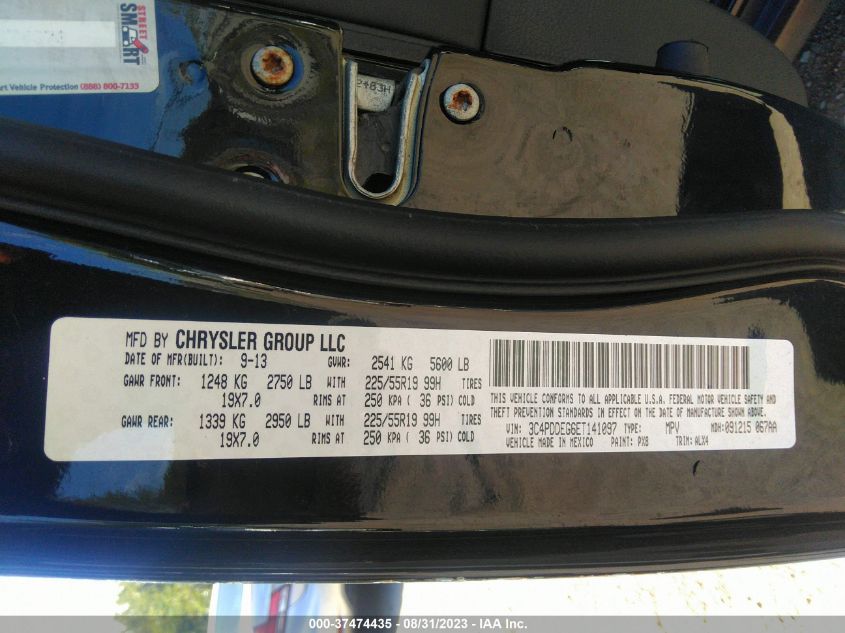 STREET
SMART
rt Vehicle Protection (888) 800-7133
2483H
MFD BY CHRYSLER GROUP LLC
DATE OF MFR(BUILT): 9-13 GVWR: 2541 KG 5600 LB
GAWR FRONT: 1248 KG 2750 LB WITH 225/55R19 99H TIRES
19X7.0 RIMS AT 250 KPA ( 36 PSI) COLD
GAWR REAR: 1339 KG 2950 LB WITH 225/55R19 99H TIRES
19X7.0 RIMS AT 250 KPA ( 36 PSI) COLD
THIS VEHICLE CONFORMS TO ALL APPLICABLE U.S.A. FEDERAL MOTOR VEHICLE SAFETY AND
THEFT PREVENTION STANDARDS IN EFFECT ON THE DATE OF MANUFACTURE SHOWN ABOVE.
VIN: 3C4PDDEG6ET141097 TYPE: MPV MDH:091215 067AA
VEHICLE MADE IN MEXICO PAINT: PX8 TRIM: ALX4
000-37474435 - 08/31/2023 - IAA Inc.